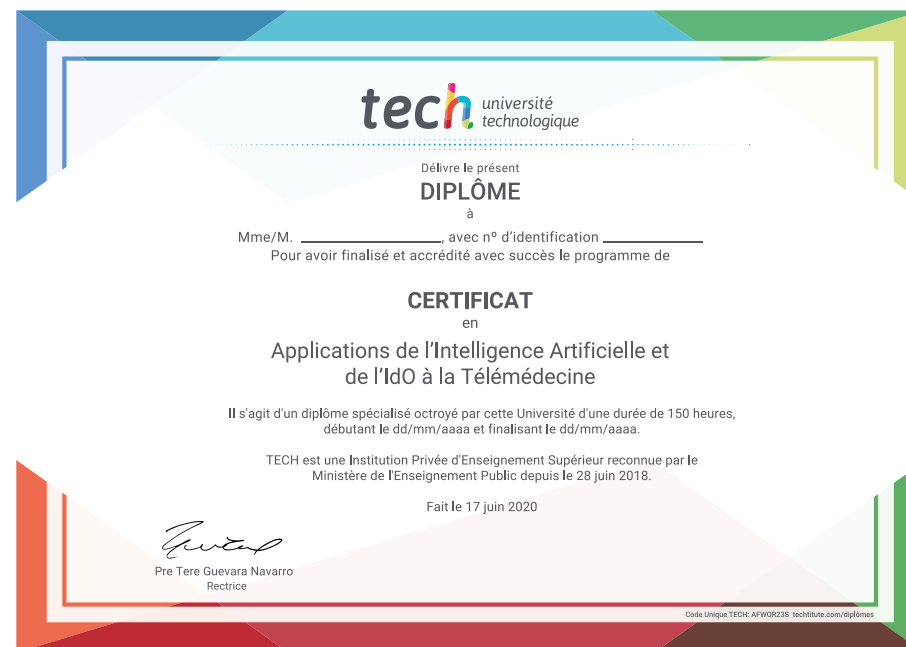 tech université
technologique
Délivre le présent
DIPLÔME
à
Mme/M. ____________________, avec nº d'identification ______________
Pour avoir finalisé et accrédité avec succès le programme de
CERTIFICAT
en
Applications de l'Intelligence Artificielle et
de l'IdO à la Télémédecine
Il s'agit d'un diplôme spécialisé octroyé par cette Université d'une durée de 150 heures,
débutant le dd/mm/aaaa et finalisant le dd/mm/aaaa.
TECH est une Institution Privée d'Enseignement Supérieur reconnue par le
Ministère de l'Enseignement Public depuis le 28 juin 2018.
Fait le 17 juin 2020
Pre Tere Guevara Navarro
Rectrice
Code Unique TECH: AFWOR23S techtitute.com/diplômes